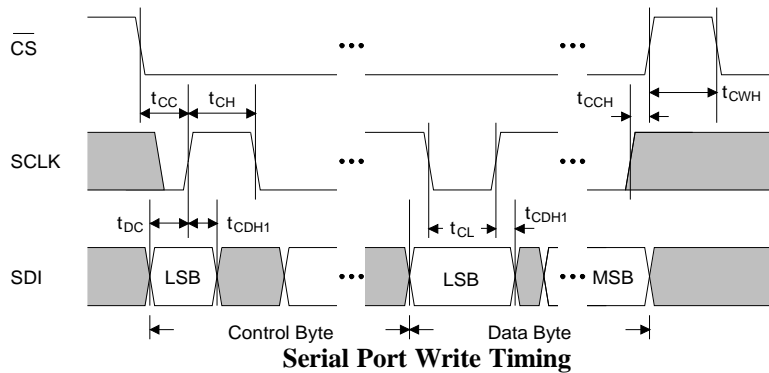 CS
•••
•••
tCC
tCH
tCCH
tCWH
SCLK
•••
•••
tDC
tCDH1
tCL
tCDH1
SDI
LSB
•••
LSB
•••
MSB
Control Byte
Data Byte
Serial Port Write Timing